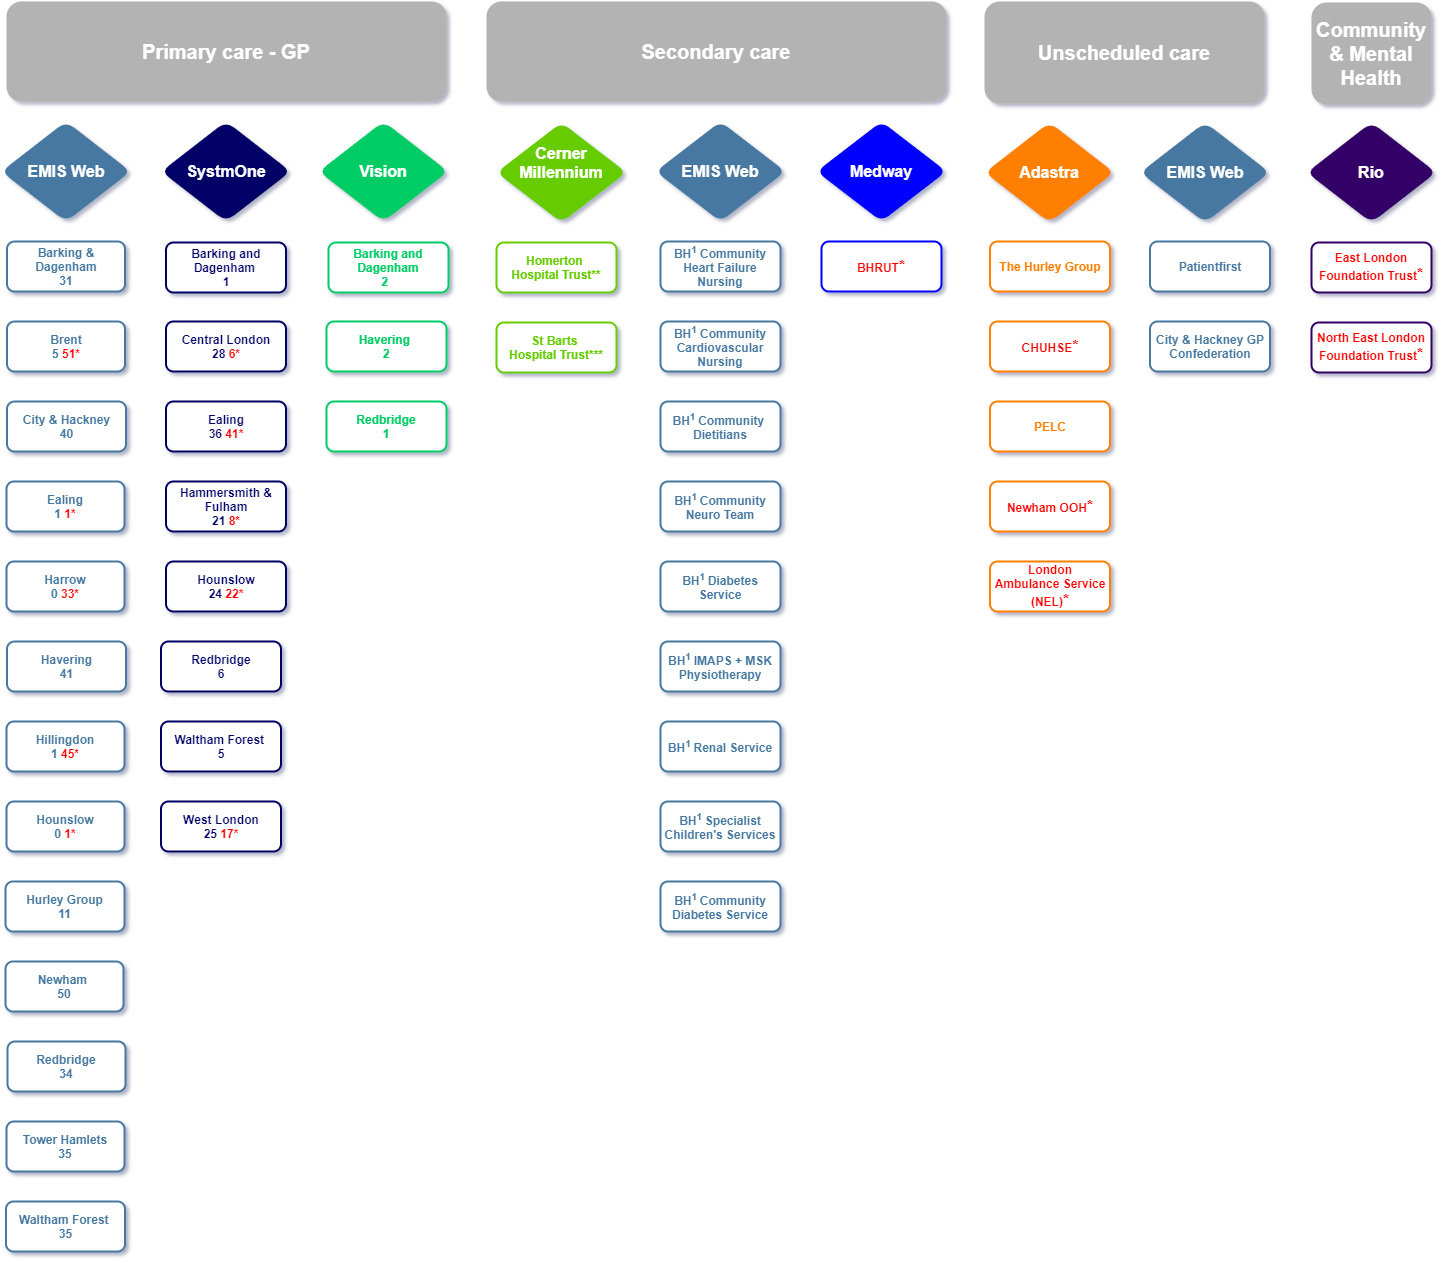 Primary care - GP
Secondary care
Unscheduled care
Community
& Mental
Health
EMIS Web
SystmOne
Vision
Cerner
Millennium
EMIS Web
Medway
Adastra
EMIS Web
Rio
Barking &
Dagenham
31
Brent
5 51*
City & Hackney
40
Ealing
1 1*
Harrow
0 33*
Havering
41
Hillingdon
1 45*
Hounslow
0 1*
Hurley Group
11
Newham
50
Redbridge
34
Tower Hamlets
35
Waltham Forest
35
Barking and
Dagenham
1
Central London
28 6*
Ealing
36 41*
Hammersmith &
Fulham
21 8*
Hounslow
24 22*
Redbridge
6
Waltham Forest
5
West London
25 17*
Barking and
Dagenham
2
Havering
2
Redbridge
1
Homerton
Hospital Trust**
St Barts
Hospital Trust***
BH¹ Community
Heart Failure
Nursing
BH¹ Community
Cardiovascular
Nursing
BH¹ Community
Dietitians
BH¹ Community
Neuro Team
BH¹ Diabetes
Service
BH¹ IMAPS + MSK
Physiotherapy
BH¹ Renal Service
BH¹ Specialist
Children's Services
BH¹ Community
Diabetes Service
BHRUT*
The Hurley Group
CHUHSE*
PELC
Newham OOH*
London
Ambulance Service
(NEL)*
Patientfirst
City & Hackney GP
Confederation
East London
Foundation Trust*
North East London
Foundation Trust*